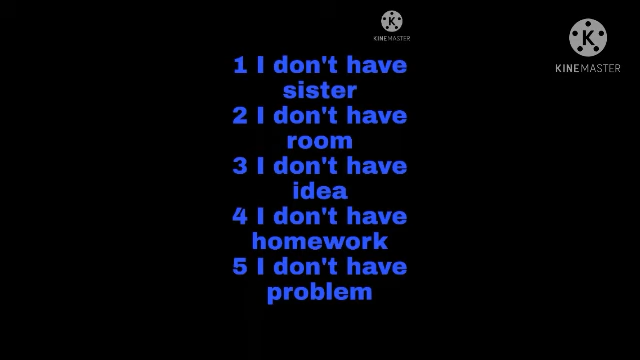 KINEMASTER
KINEMASTER
1 I don't have
sister
2 I don't have
room
3 I don't have
idea
4 I don't have
homework
5 I don't have
problem